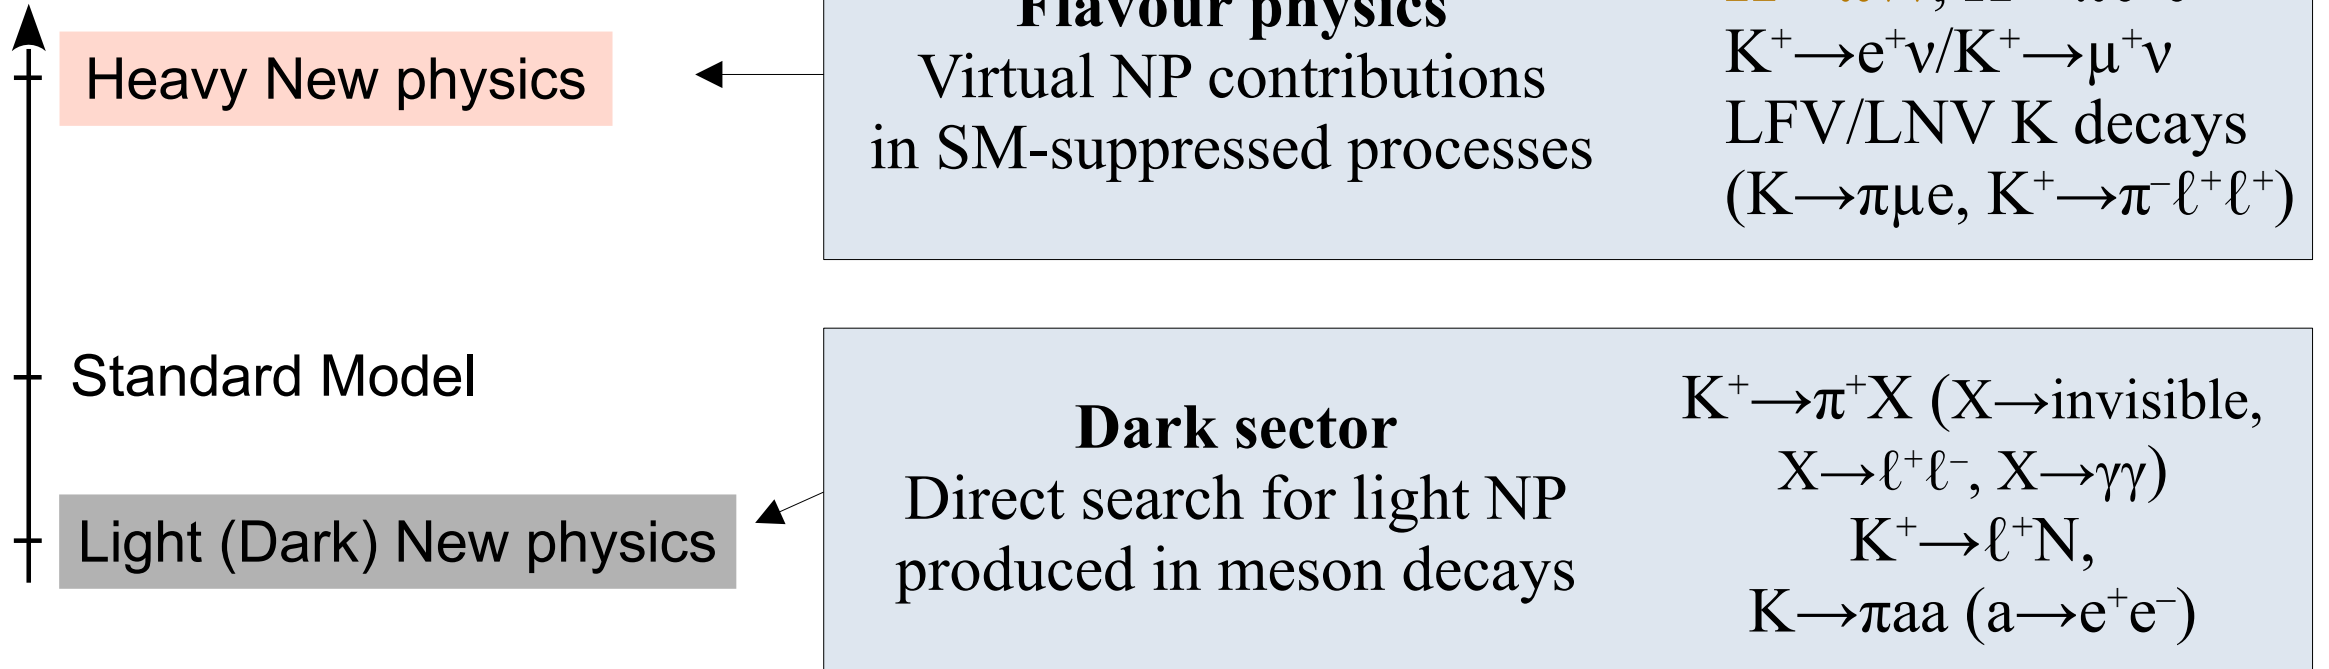 Heavy New physics
Standard Model
Light (Dark) New physics
Flavour physics
Virtual NP contributions
in SM-suppressed processes
K⁺→e⁺ν/K⁺→μ⁺ν
LFV/LNV K decays
(K→πμe, K⁺→π⁻ℓ⁺ℓ⁺)
Dark sector
Direct search for light NP
produced in meson decays
K⁺→π⁺X (X→invisible,
X→ℓ⁺ℓ⁻, X→γγ)
K⁺→ℓ⁺N,
K→πaa (a→e⁺e⁻)